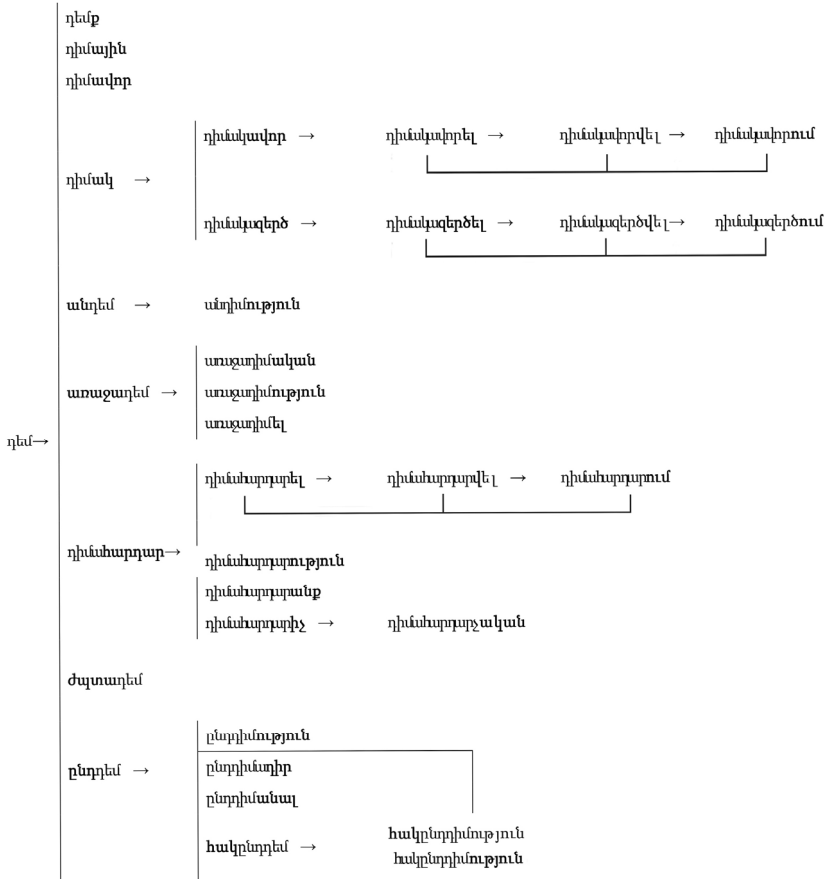 դեմք
դիմային
դիմավոր
դիմակավոր → դիմակավորել → դիմակավորվել → դիմակավորում
դիմակ →
դիմակազերծ → դիմակազերծել → դիմակազերծվել→ դիմակազերծում
անդեմ → անդիմություն
առաջադիմական
առաջադեմ → առաջադիմություն
առաջադիմել
դեմ→
դիմահարդարել → դիմահարդարվել → դիմահարդարում
դիմահարդար→
դիմահարդարություն
դիմահարդարանք
դիմահարդարիչ → դիմահարդարչական
ժպտադեմ
ընդդիմություն
ընդդեմ → ընդդիմադիր
ընդդիմանալ
հակընդդեմ → հակընդդիմություն
հակընդդիմություն